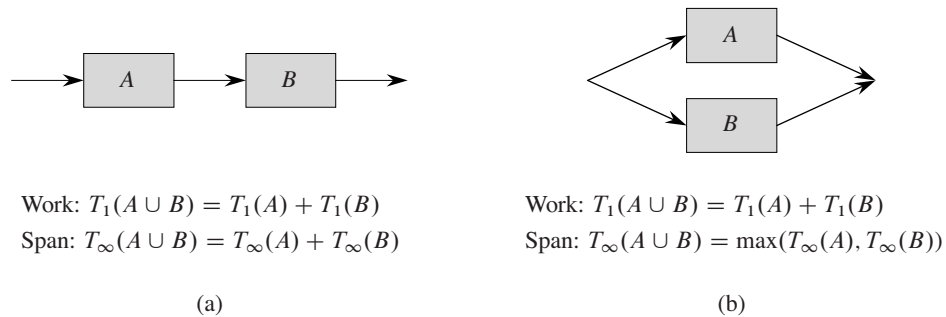 A
B
Work: T₁(A ∪ B) = T₁(A) + T₁(B)
Span: T∞(A ∪ B) = T∞(A) + T∞(B)
(a)
A
B
Work: T₁(A ∪ B) = T₁(A) + T₁(B)
Span: T∞(A ∪ B) = max(T∞(A), T∞(B))
(b)